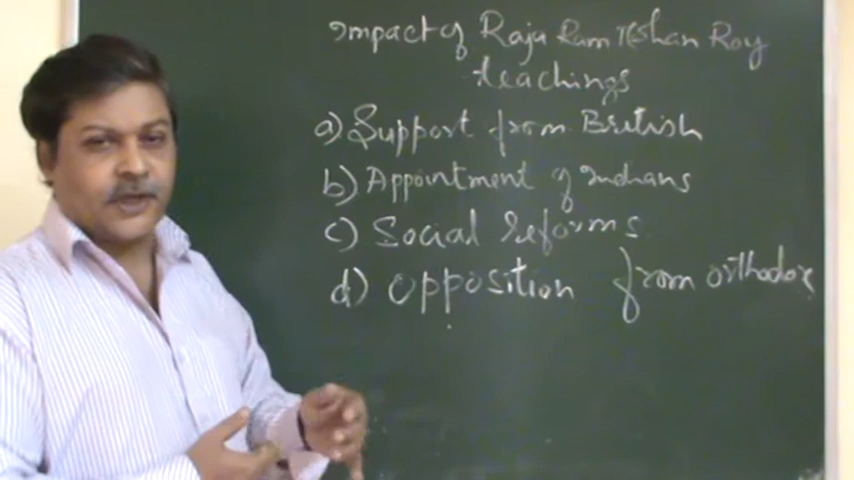 Impact of Raja Ram Mohan Roy
teachings
a) Support from British
b) Appointment of Indians
c) Social reforms
d) Opposition from orthodox